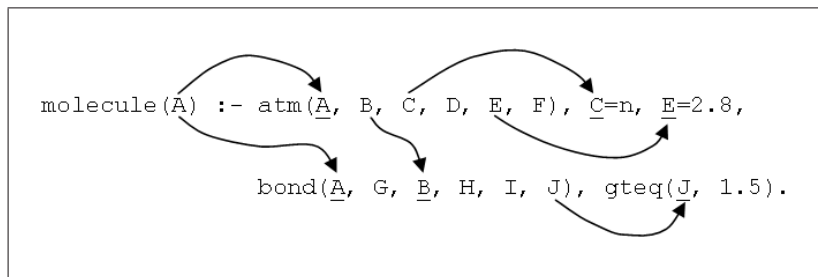 molecule(A) :- atm(A, B, C, D, E, F), C=n, E=2.8,
bond(A, G, B, H, I, J), gteq(J, 1.5).